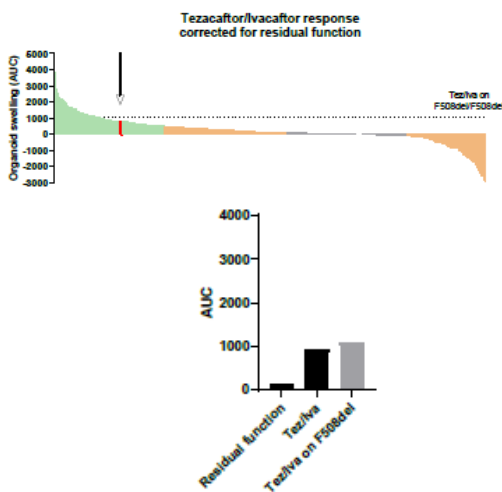 Tezacaftor/Ivacaftor response
corrected for residual function
Organoid swelling (AUC)
5000
4000
3000
2000
1000
0
-1000
-2000
-3000
Tez/Iva on
F508del/F508del
AUC
4000
3000
2000
1000
0
Residual function
Tez/Iva
Tez/Iva on F508del